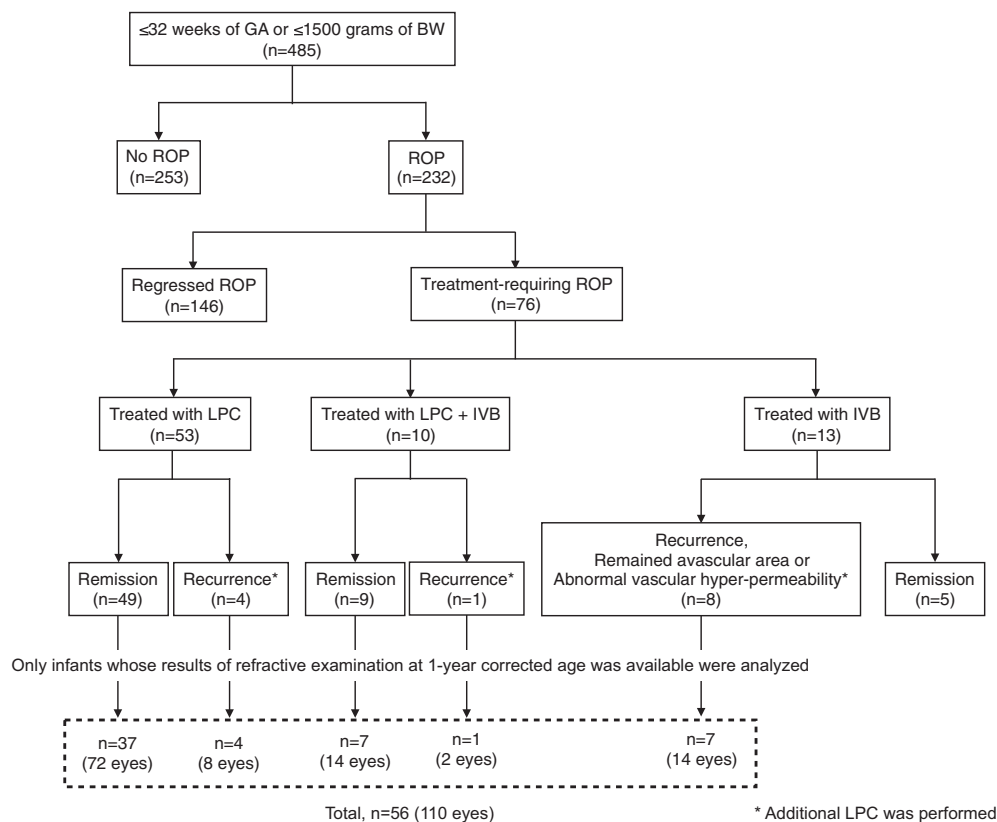 ≤32 weeks of GA or ≤1500 grams of BW
(n=485)
No ROP
(n=253)
ROP
(n=232)
Regressed ROP
(n=146)
Treatment-requiring ROP
(n=76)
Treated with LPC
(n=53)
Treated with LPC + IVB
(n=10)
Treated with IVB
(n=13)
Remission
(n=49)
Recurrence*
(n=4)
Remission
(n=9)
Recurrence*
(n=1)
Recurrence,
Remained avascular area or
Abnormal vascular hyper-permeability*
(n=8)
Remission
(n=5)
Only infants whose results of refractive examination at 1-year corrected age was available were analyzed
n=37
(72 eyes)
n=4
(8 eyes)
n=7
(14 eyes)
n=1
(2 eyes)
n=7
(14 eyes)
Total, n=56 (110 eyes)
* Additional LPC was performed